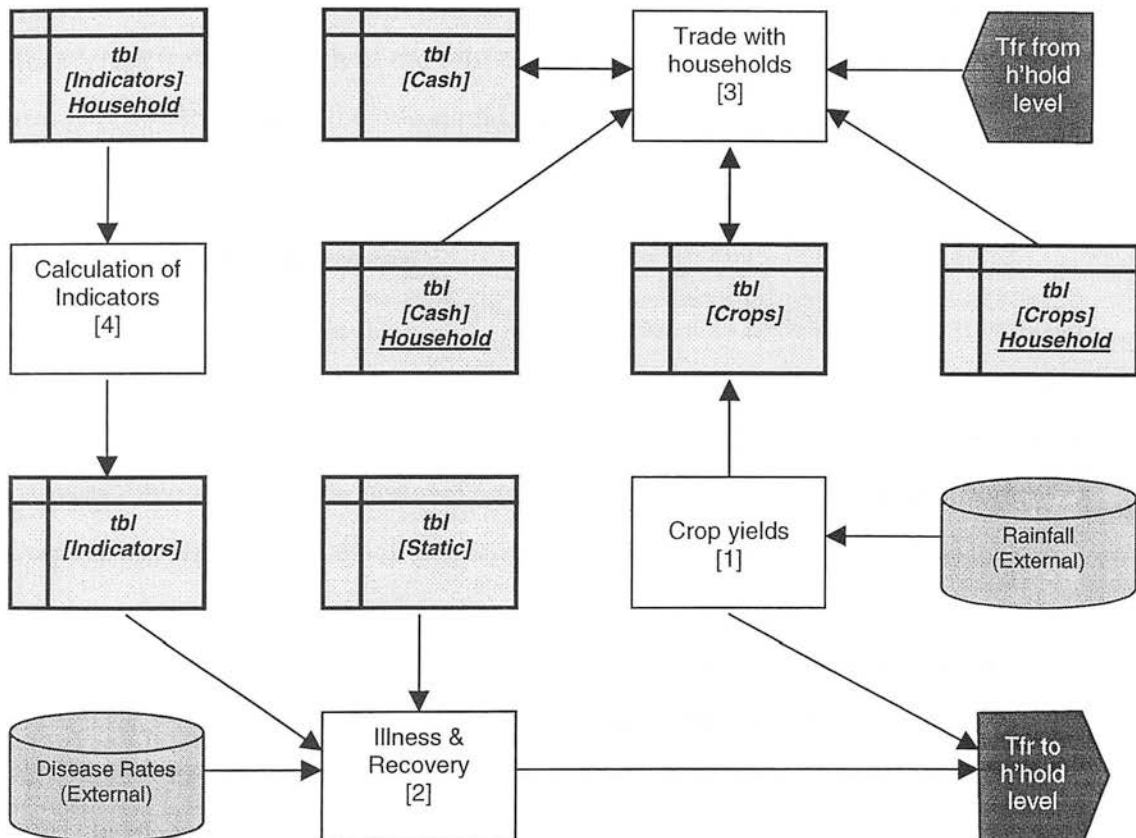 tbl
[Indicators]
Household
tbl
[Cash]
Trade with
households
[3]
Tfr from
h'hold
level
Calculation of
Indicators
[4]
tbl
[Cash]
Household
tbl
[Crops]
tbl
[Crops]
Household
tbl
[Indicators]
tbl
[Static]
Crop yields
[1]
Rainfall
(External)
Disease Rates
(External)
Illness &
Recovery
[2]
Tfr to
h'hold
level